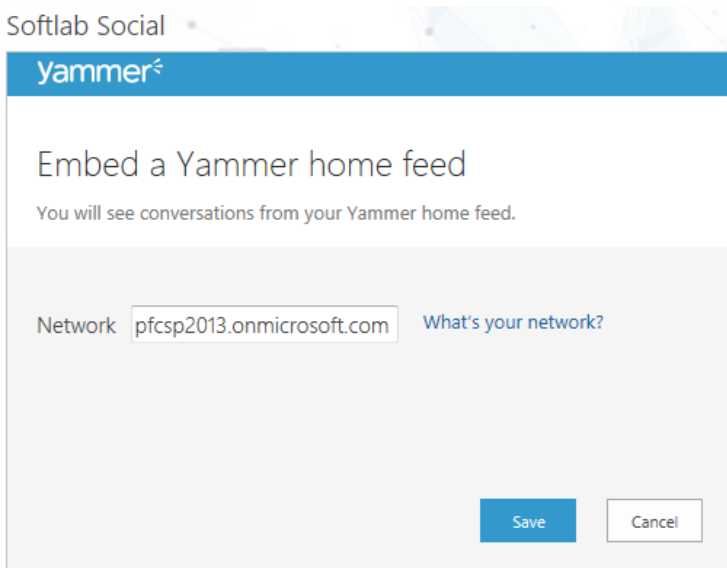 Softlab Social
yammer
Embed a Yammer home feed
You will see conversations from your Yammer home feed.
Network pfcsp2013.onmicrosoft.com What's your network?
Save Cancel